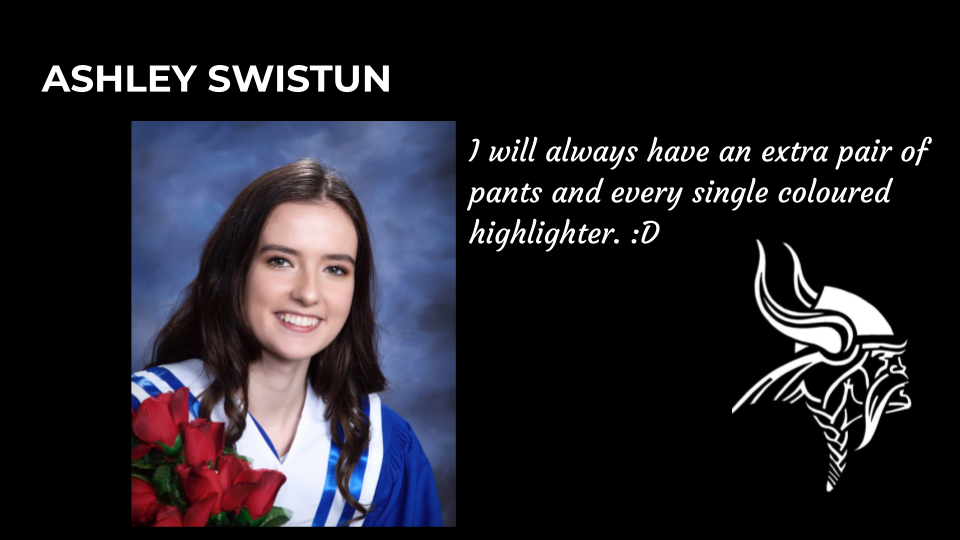 ASHLEY SWISTUN
I will always have an extra pair of
pants and every single coloured
highlighter. :D